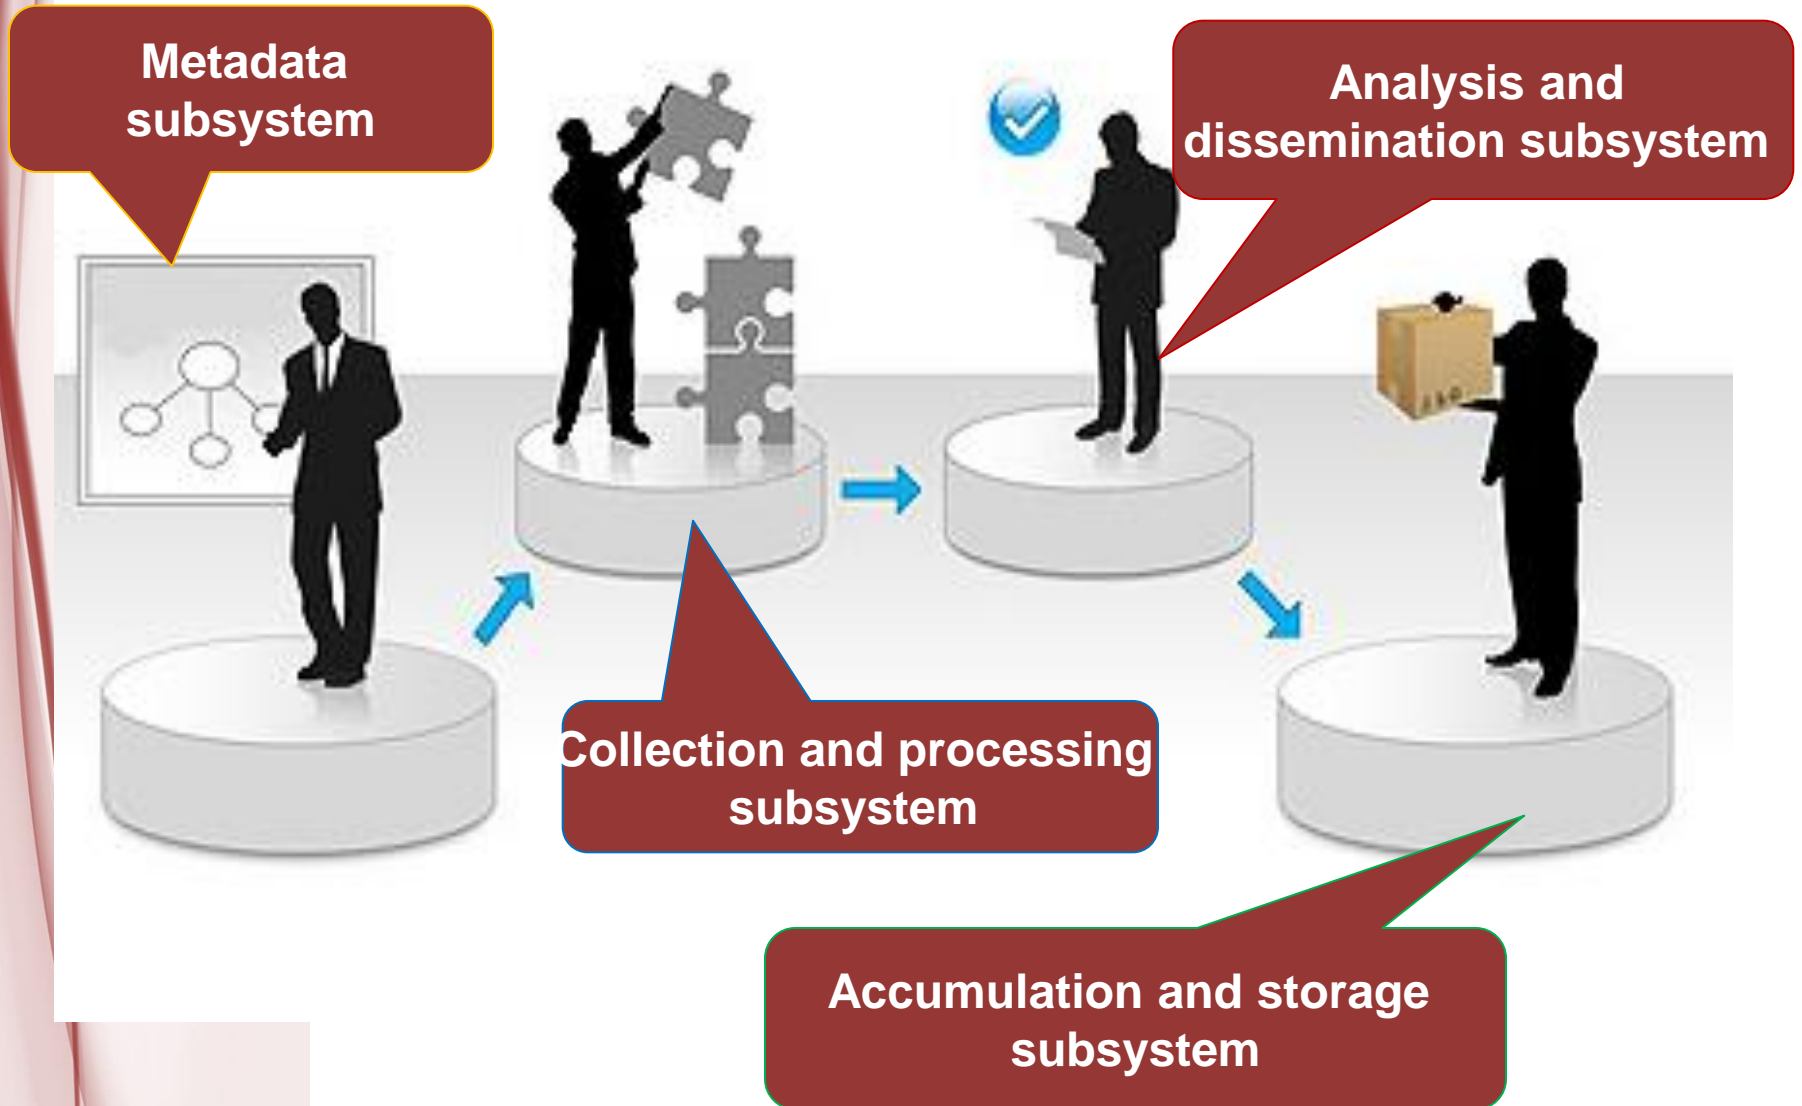 Metadata
subsystem
Analysis and
dissemination subsystem
Collection and processing
subsystem
Accumulation and storage
subsystem